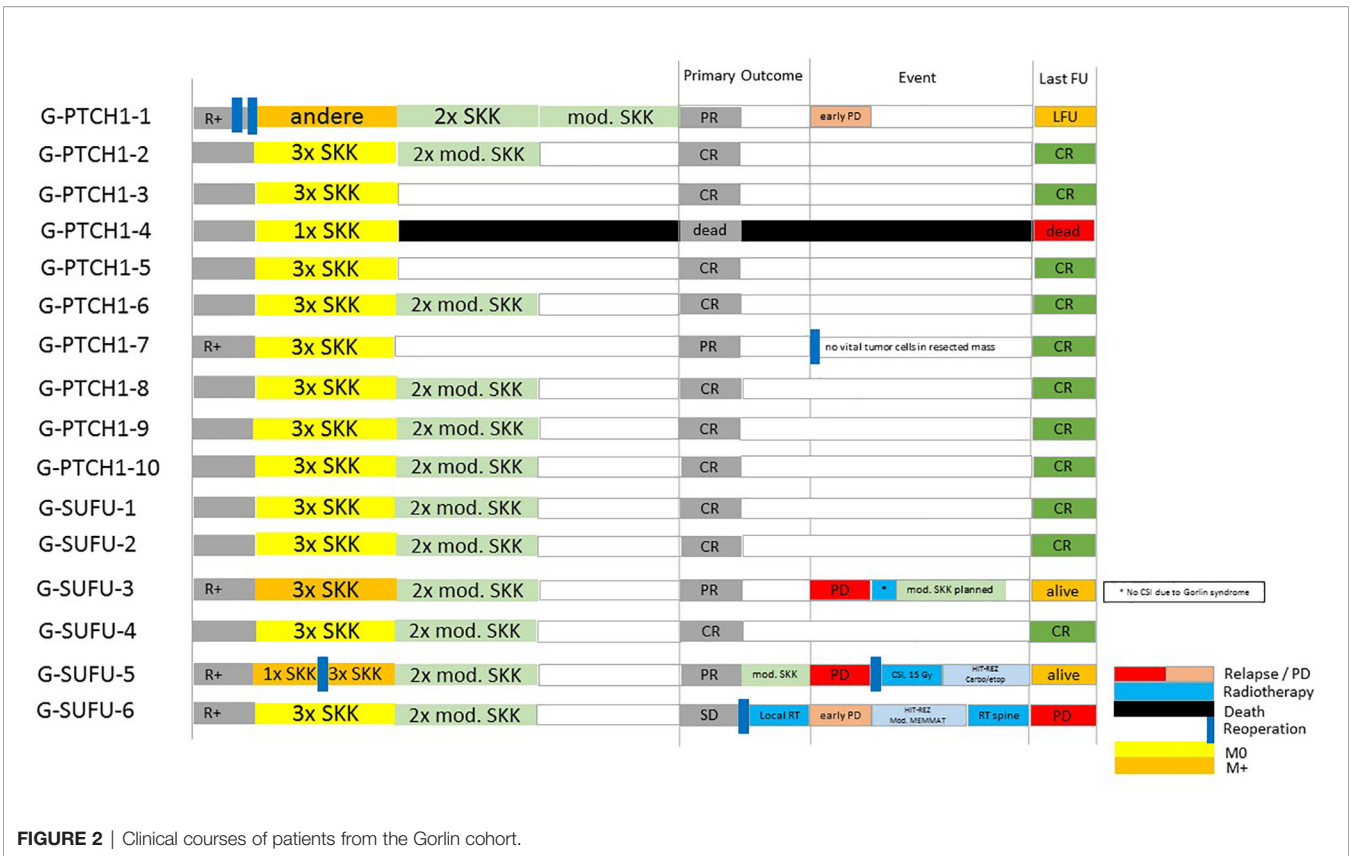 Primary Outcome Event Last FU
G-PTCH1-1 R+ andere 2x SKK mod. SKK PR early PD LFU
G-PTCH1-2 3x SKK 2x mod. SKK CR CR
G-PTCH1-3 3x SKK CR CR
G-PTCH1-4 1x SKK dead dead
G-PTCH1-5 3x SKK CR CR
G-PTCH1-6 3x SKK 2x mod. SKK CR CR
G-PTCH1-7 R+ 3x SKK PR no vital tumor cells in resected mass CR
G-PTCH1-8 3x SKK 2x mod. SKK CR CR
G-PTCH1-9 3x SKK 2x mod. SKK CR CR
G-PTCH1-10 3x SKK 2x mod. SKK CR CR
G-SUFU-1 3x SKK 2x mod. SKK CR CR
G-SUFU-2 3x SKK 2x mod. SKK CR CR
G-SUFU-3 R+ 3x SKK 2x mod. SKK PR PD * mod. SKK planned alive * No CSI due to Gorlin syndrome
G-SUFU-4 3x SKK 2x mod. SKK CR CR
G-SUFU-5 R+ 1x SKK 3x SKK 2x mod. SKK PR mod. SKK PD CSI, 15 Gy HIT-REZ Carbo/etop alive
G-SUFU-6 R+ 3x SKK 2x mod. SKK SD Local RT early PD HIT-REZ Mod. MEMMAT RT spine PD
Relapse / PD
Radiotherapy
Death
Reoperation
M0
M+
FIGURE 2 | Clinical courses of patients from the Gorlin cohort.